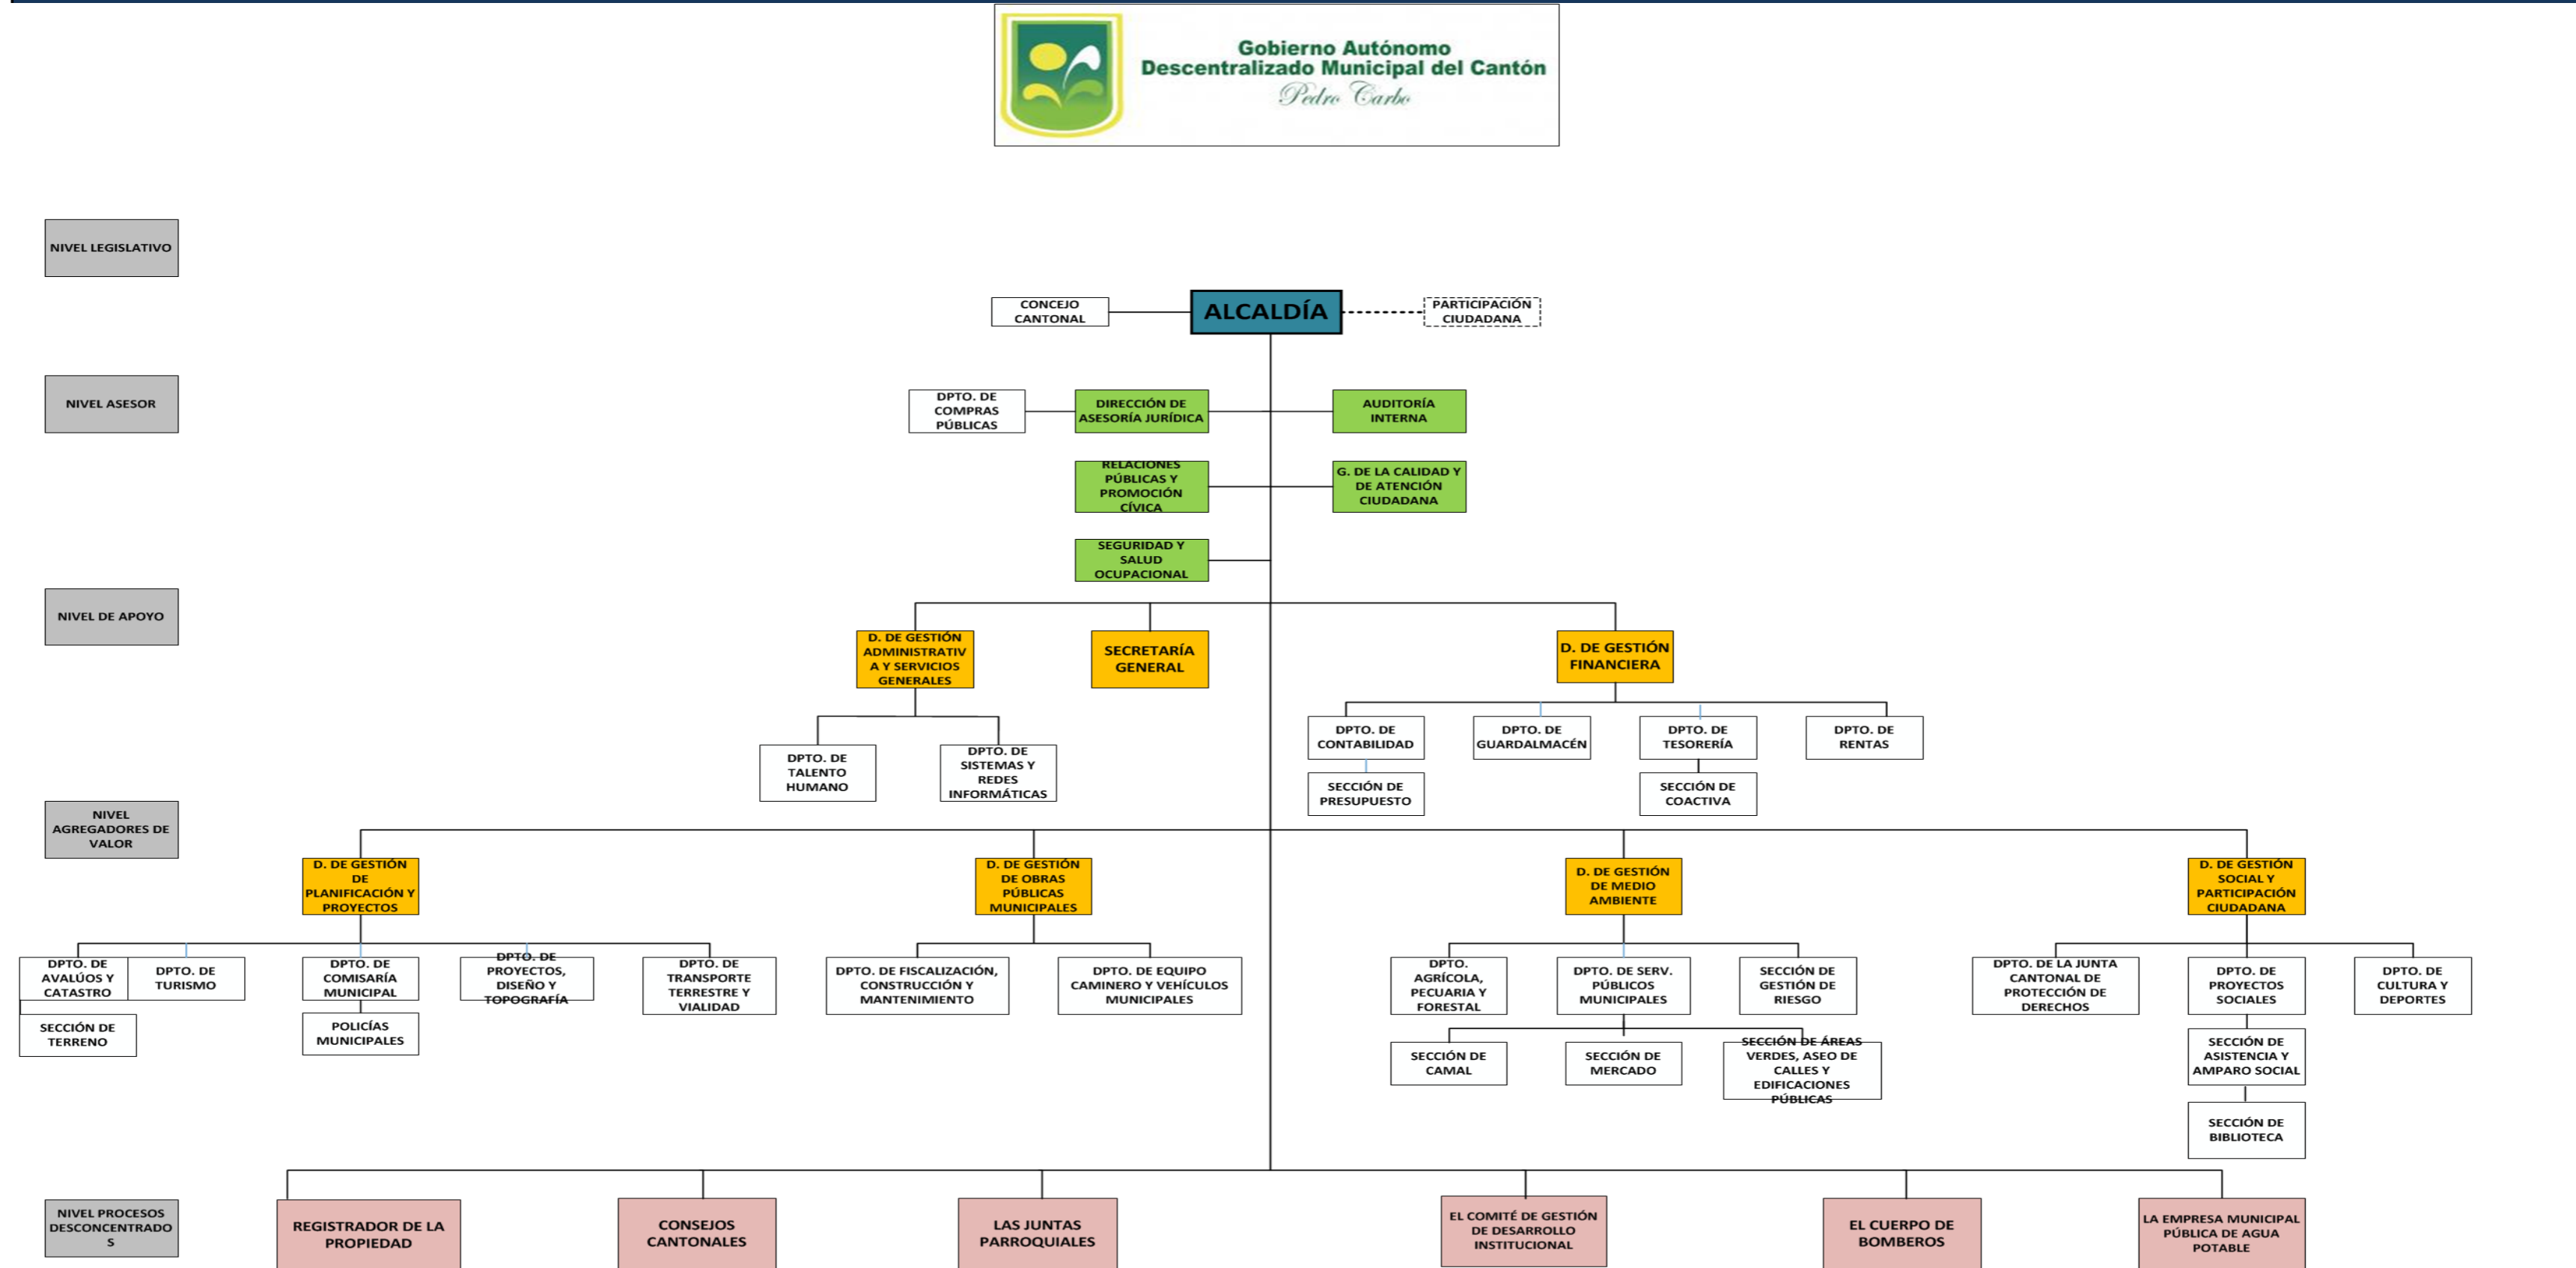 Gobierno Autónomo
Descentralizado Municipal del Cantón
Pedro Carbo
NIVEL LEGISLATIVO
CONCEJO
CANTONAL
ALCALDÍA
PARTICIPACIÓN
CIUDADANA
NIVEL ASESOR
DPTO. DE
COMPRAS
PÚBLICAS
DIRECCIÓN DE
ASESORÍA JURÍDICA
AUDITORÍA
INTERNA
RELACIONES
PÚBLICAS Y
PROMOCIÓN
CÍVICA
G. DE LA CALIDAD Y
DE ATENCIÓN
CIUDADANA
SEGURIDAD Y
SALUD
OCUPACIONAL
NIVEL DE APOYO
D. DE GESTIÓN
ADMINISTRATIV
A Y SERVICIOS
GENERALES
SECRETARÍA
GENERAL
D. DE GESTIÓN
FINANCIERA
DPTO. DE
TALENTO
HUMANO
DPTO. DE
SISTEMAS Y
REDES
INFORMÁTICAS
DPTO. DE
CONTABILIDAD
DPTO. DE
GUARDALMACÉN
DPTO. DE
TESORERÍA
DPTO. DE
RENTAS
SECCIÓN DE
PRESUPUESTO
SECCIÓN DE
COACTIVA
NIVEL
AGREGADORES DE
VALOR
D. DE GESTIÓN
DE
PLANIFICACIÓN Y
PROYECTOS
D. DE GESTIÓN
DE OBRAS
PÚBLICAS
MUNICIPALES
D. DE GESTIÓN
DE MEDIO
AMBIENTE
D. DE GESTIÓN
SOCIAL Y
PARTICIPACIÓN
CIUDADANA
DPTO. DE
AVALÚOS Y
CATASTRO
DPTO. DE
TURISMO
DPTO. DE
COMISARÍA
MUNICIPAL
DPTO. DE
PROYECTOS,
DISEÑO Y
TOPOGRAFÍA
DPTO. DE
TRANSPORTE
TERRESTRE Y
VIALIDAD
DPTO. DE FISCALIZACIÓN,
CONSTRUCCIÓN Y
MANTENIMIENTO
DPTO. DE EQUIPO
CAMINERO Y VEHÍCULOS
MUNICIPALES
DPTO.
AGRÍCOLA,
PECUARIA Y
FORESTAL
DPTO. DE SERV.
PÚBLICOS
MUNICIPALES
SECCIÓN DE
GESTIÓN DE
RIESGO
DPTO. DE LA JUNTA
CANTONAL DE
PROTECCIÓN DE
DERECHOS
DPTO. DE
PROYECTOS
SOCIALES
DPTO. DE
CULTURA Y
DEPORTES
SECCIÓN DE
TERRENO
POLICÍAS
MUNICIPALES
SECCIÓN DE
CAMAL
SECCIÓN DE
MERCADO
SECCIÓN DE ÁREAS
VERDES, ASEO DE
CALLES Y
EDIFICACIONES
PÚBLICAS
SECCIÓN DE
ASISTENCIA Y
AMPARO SOCIAL
SECCIÓN DE
BIBLIOTECA
NIVEL PROCESOS
DESCONCENTRADO
S
REGISTRADOR DE LA
PROPIEDAD
CONSEJOS
CANTONALES
LAS JUNTAS
PARROQUIALES
EL COMITÉ DE GESTIÓN
DE DESARROLLO
INSTITUCIONAL
EL CUERPO DE
BOMBEROS
LA EMPRESA MUNICIPAL
PÚBLICA DE AGUA
POTABLE